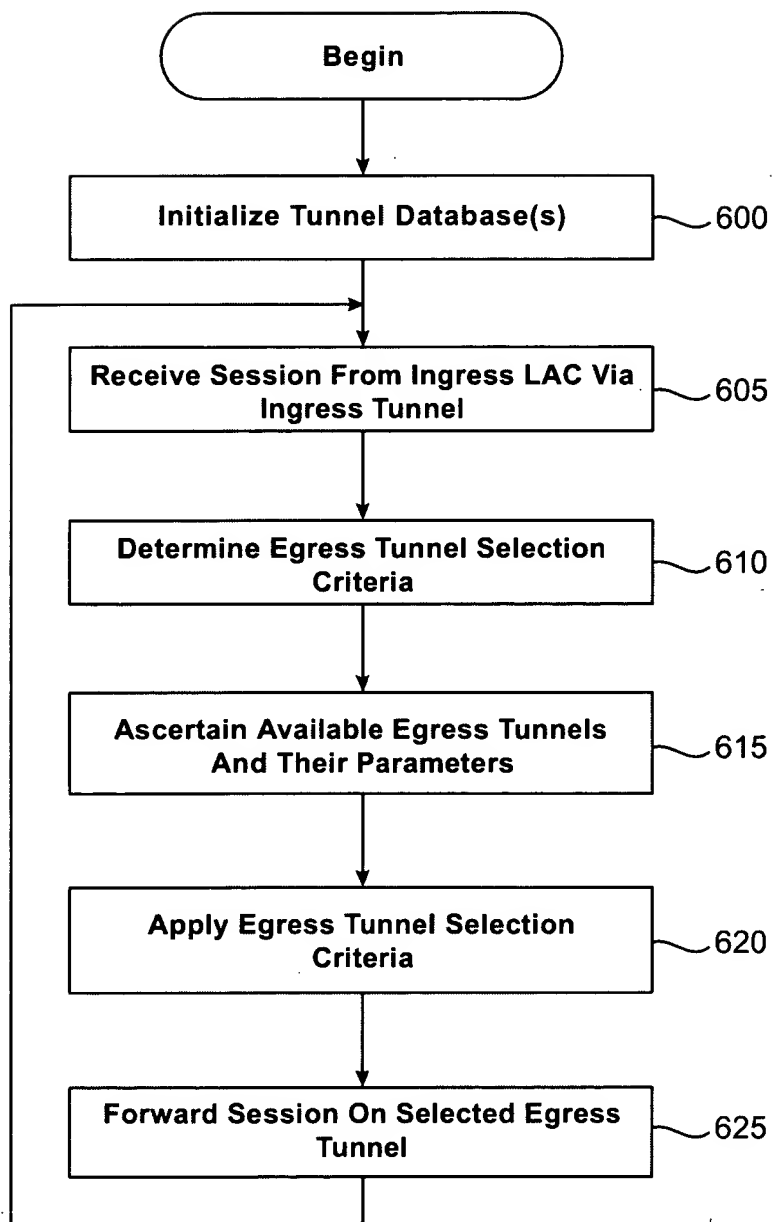 Begin
Initialize Tunnel Database(s)
600
Receive Session From Ingress LAC Via
Ingress Tunnel
605
Determine Egress Tunnel Selection
Criteria
610
Ascertain Available Egress Tunnels
And Their Parameters
615
Apply Egress Tunnel Selection
Criteria
620
Forward Session On Selected Egress
Tunnel
625